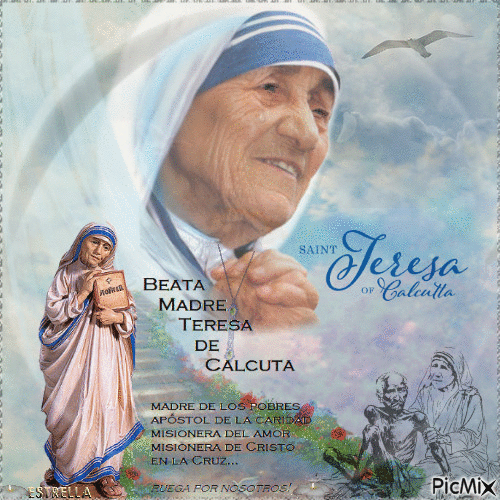 SAINT
Teresa
OF Calcutta
BEATA
MADRE
TERESA
DE
CALCUTA
MADRE DE LOS POBRES
APÓSTOL DE LA CARIDAD
MISIONERA DEL AMOR
MISIONERA DE CRISTO
EN LA CRUZ...
RUEGA POR NOSOTROS!
ESTRELLA
PicMix